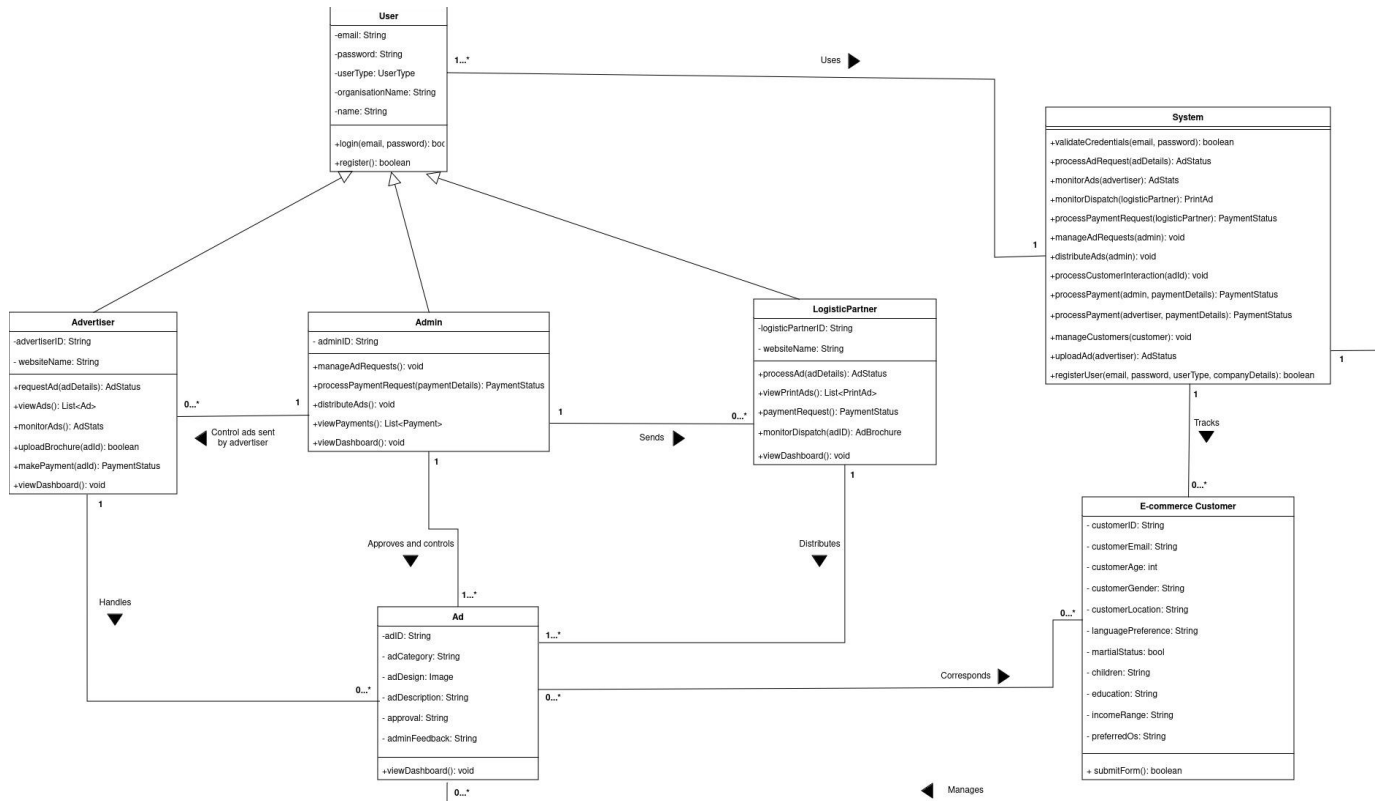 User
-email: String
-password: String
-userType: UserType
-organisationName: String
-name: String
+login(email, password): boo
+register(): boolean
1...*
Uses
System
+validateCredentials(email, password): boolean
+processAdRequest(adDetails): AdStatus
+monitorAds(advertiser): AdStats
+monitorDispatch(logisticPartner): PrintAd
+processPaymentRequest(logisticPartner): PaymentStatus
+manageAdRequests(admin): void
+distributeAds(admin): void
+processCustomerInteraction(adId): void
+processPayment(admin, paymentDetails): PaymentStatus
+processPayment(advertiser, paymentDetails): PaymentStatus
+manageCustomers(customer): void
+uploadAd(advertiser): AdStatus
+registerUser(email, password, userType, companyDetails): boolean
1
1
1
Tracks
0...*
Advertiser
-advertiserID: String
- websiteName: String
+requestAd(adDetails): AdStatus
+viewAds(): List<Ad>
+monitorAds(): AdStats
+uploadBrochure(adId): boolean
+makePayment(adId): PaymentStatus
+viewDashboard(): void
0...*
1
Control ads sent
by advertiser
1
Admin
- adminID: String
+manageAdRequests(): void
+processPaymentRequest(paymentDetails): PaymentStatus
+distributeAds(): void
+viewPayments(): List<Payment>
+viewDashboard(): void
1
0...*
Sends
1
LogisticPartner
-logisticPartnerID: String
- websiteName: String
+processAd(adDetails): AdStatus
+viewPrintAds(): List<PrintAd>
+paymentRequest(): PaymentStatus
+monitorDispatch(adID): AdBrochure
+viewDashboard(): void
1
Approves and controls
Distributes
Handles
1...*
1...*
0...*
0...*
Ad
-adID: String
- adCategory: String
- adDesign: Image
- adDescription: String
- approval: String
- adminFeedback: String
+viewDashboard(): void
0...*
Corresponds
0...*
E-commerce Customer
- customerID: String
- customerEmail: String
- customerAge: int
- customerGender: String
- customerLocation: String
- languagePreference: String
- martialStatus: bool
- children: String
- education: String
- incomeRange: String
- preferredOs: String
+ submitForm(): boolean
Manages